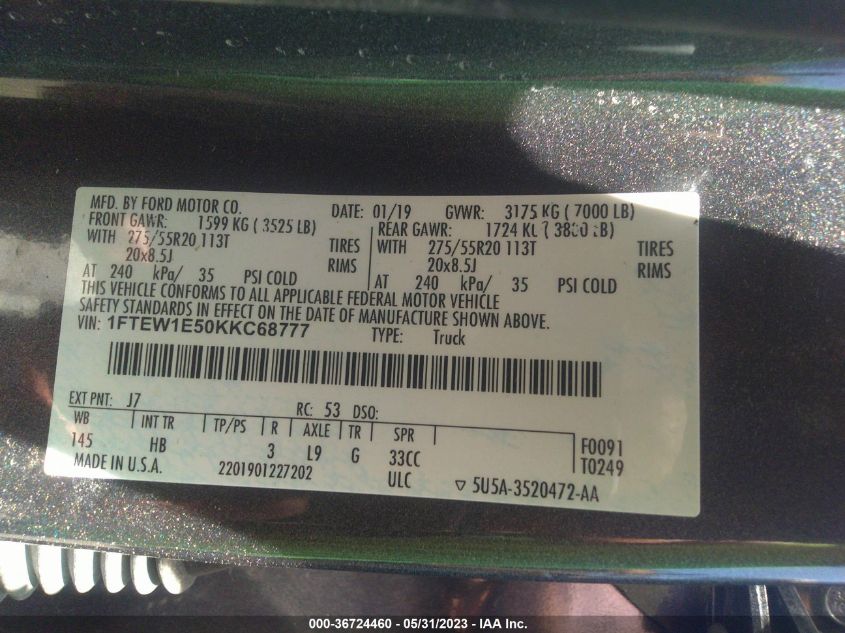 MFD. BY FORD MOTOR CO. DATE: 01/19 GVWR: 3175 KG ( 7000 LB)
FRONT GAWR: 1599 KG ( 3525 LB) REAR GAWR: 1724 KG ( LB)
WITH 275/55R20 113T TIRES WITH 275/55R20 113T TIRES
20x8.5J RIMS 20x8.5J RIMS
AT 240 kPa/ 35 PSI COLD AT 240 kPa/ 35 PSI COLD
THIS VEHICLE CONFORMS TO ALL APPLICABLE FEDERAL MOTOR VEHICLE
SAFETY STANDARDS IN EFFECT ON THE DATE OF MANUFACTURE SHOWN ABOVE.
VIN: 1FTEW1E50KKC68777 TYPE: Truck
EXT PNT: J7 RC: 53 DSO:
WB INT TR TP/PS R AXLE TR SPR F0091
145 HB 3 L9 G 33CC T0249
MADE IN U.S.A. 2201901227202 ULC ▽ 5U5A-3520472-AA
000-36724460 - 05/31/2023 - IAA Inc.